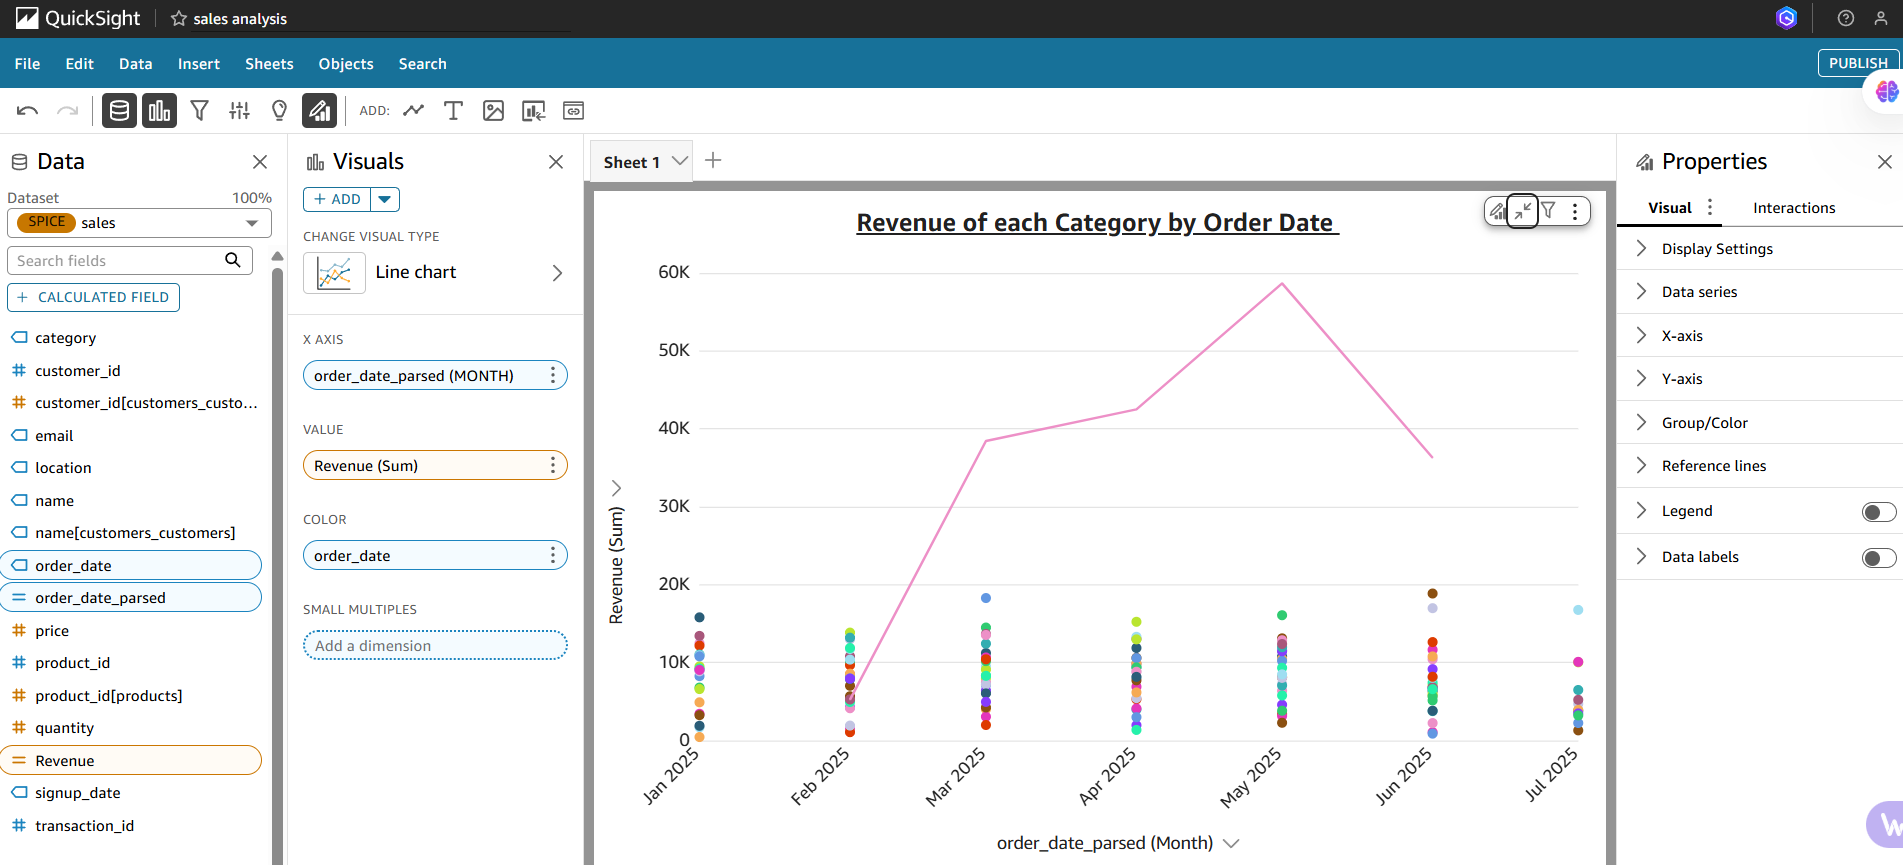 QuickSight
sales analysis
File Edit Data Insert Sheets Objects Search
PUBLISH
ADD:
Data
Dataset 100%
SPICE sales
Search fields
+ CALCULATED FIELD
category
customer_id
customer_id[customers_custo...
email
location
name
name[customers_customers]
order_date
order_date_parsed
price
product_id
product_id[products]
quantity
Revenue
signup_date
transaction_id
Visuals
+ ADD
CHANGE VISUAL TYPE
Line chart
X AXIS
order_date_parsed (MONTH)
VALUE
Revenue (Sum)
COLOR
order_date
SMALL MULTIPLES
Add a dimension
Sheet 1
Revenue of each Category by Order Date
60K
50K
40K
30K
20K
10K
0
Revenue (Sum)
Jan 2025
Feb 2025
Mar 2025
Apr 2025
May 2025
Jun 2025
Jul 2025
order_date_parsed (Month)
Properties
Visual Interactions
Display Settings
Data series
X-axis
Y-axis
Group/Color
Reference lines
Legend
Data labels
W